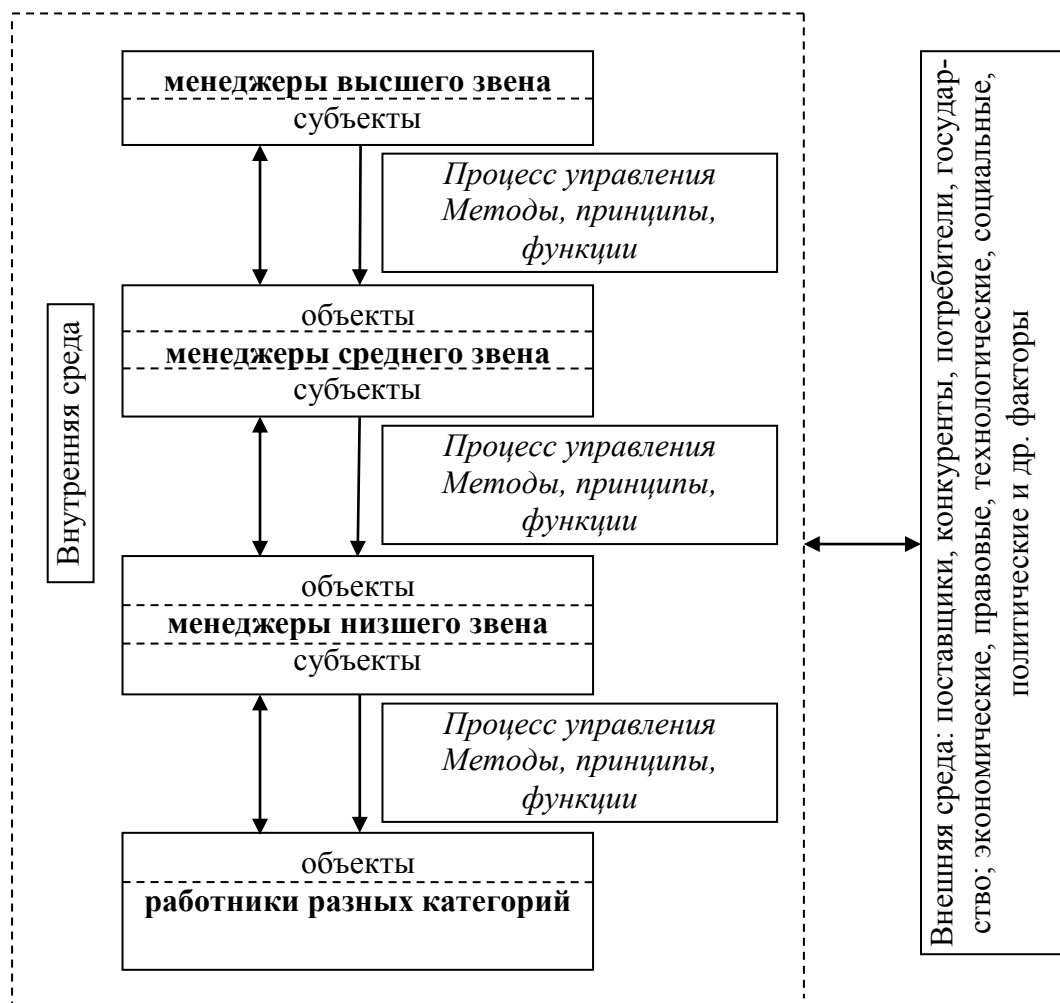 менеджеры высшего звена
субъекты
Процесс управления
Методы, принципы,
функции
объекты
менеджеры среднего звена
субъекты
Процесс управления
Методы, принципы,
функции
объекты
менеджеры низшего звена
субъекты
Процесс управления
Методы, принципы,
функции
объекты
работники разных категорий
Внутренняя среда
Внешняя среда: поставщики, конкуренты, потребители, государ-
ство; экономические, правовые, технологические, социальные,
политические и др. факторы